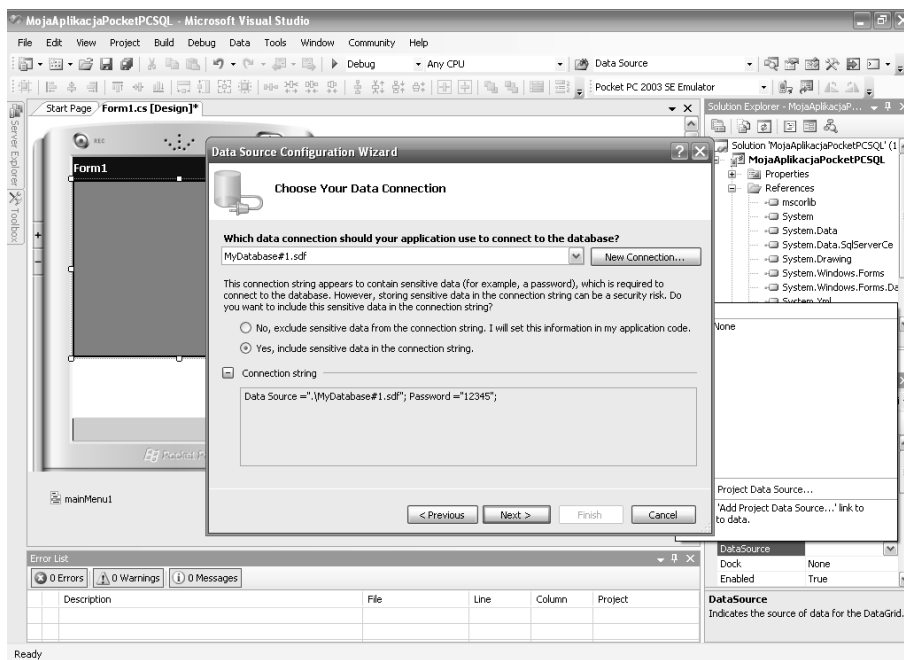 MojaAplikacjaPocketPCSQL - Microsoft Visual Studio
File Edit View Project Build Debug Data Tools Window Community Help
Debug Any CPU Data Source
Pocket PC 2003 SE Emulator
Server Explorer
Toolbox
Start Page Form1.cs [Design]*
REC
Form1
mainMenu1
Data Source Configuration Wizard
Choose Your Data Connection
Which data connection should your application use to connect to the database?
MyDatabase#1.sdf New Connection...
This connection string appears to contain sensitive data (for example, a password), which is required to
connect to the database. However, storing sensitive data in the connection string can be a security risk. Do
you want to include this sensitive data in the connection string?
No, exclude sensitive data from the connection string. I will set this information in my application code.
Yes, include sensitive data in the connection string.
Connection string
Data Source =".\MyDatabase#1.sdf"; Password ="12345";
< Previous Next > Finish Cancel
Solution Explorer - MojaAplikacjaP...
Solution 'MojaAplikacjaPocketPCSQL' (1
MojaAplikacjaPocketPCSQL
Properties
References
mscorlib
System
System.Data
System.Data.SqlServerCe
System.Drawing
System.Windows.Forms
System.Windows.Forms.Da
System.Xml
None
Project Data Source...
'Add Project Data Source...' link to
to data.
DataSource
Dock None
Enabled True
DataSource
Indicates the source of data for the DataGrid.
Error List
0 Errors 0 Warnings 0 Messages
Description File Line Column Project
Ready